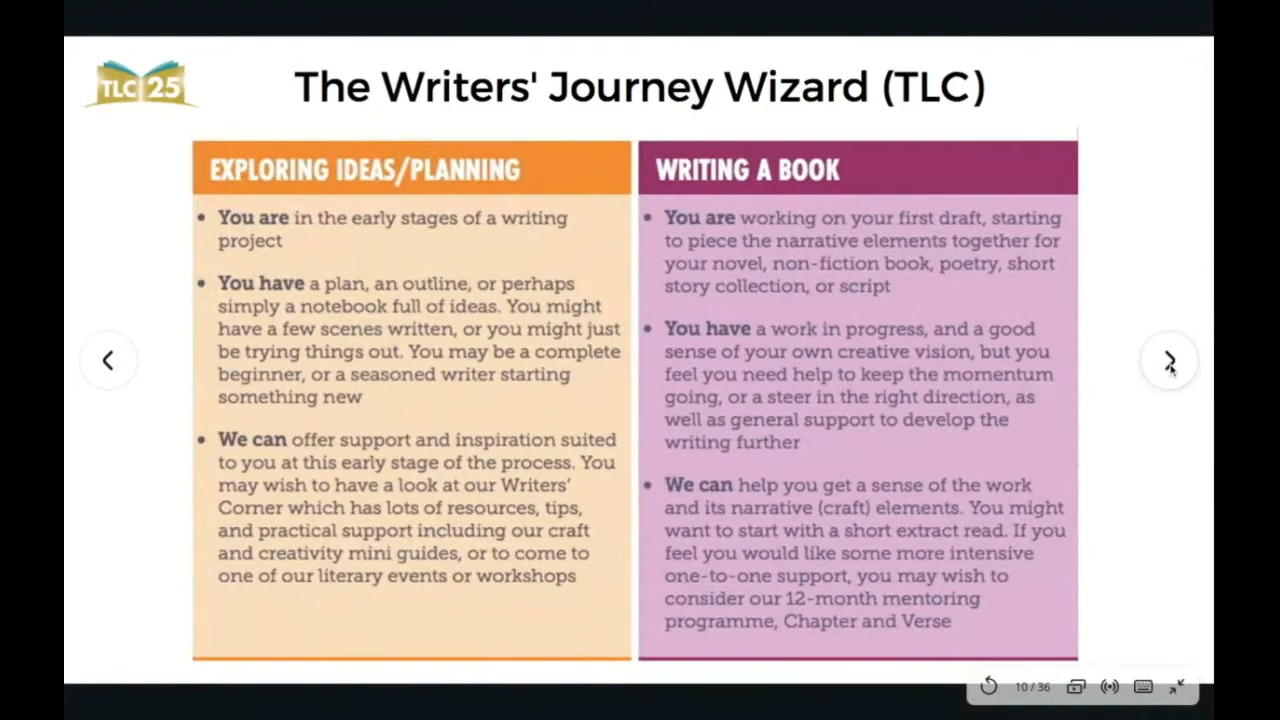 TLC 25
The Writers' Journey Wizard (TLC)
EXPLORING IDEAS/PLANNING
• You are in the early stages of a writing
project
• You have a plan, an outline, or perhaps
simply a notebook full of ideas. You might
have a few scenes written, or you might just
be trying things out. You may be a complete
beginner, or a seasoned writer starting
something new
• We can offer support and inspiration suited
to you at this early stage of the process. You
may wish to have a look at our Writers'
Corner which has lots of resources, tips,
and practical support including our craft
and creativity mini guides, or to come to
one of our literary events or workshops
WRITING A BOOK
• You are working on your first draft, starting
to piece the narrative elements together for
your novel, non-fiction book, poetry, short
story collection, or script
• You have a work in progress, and a good
sense of your own creative vision, but you
feel you need help to keep the momentum
going, or a steer in the right direction, as
well as general support to develop the
writing further
• We can help you get a sense of the work
and its narrative (craft) elements. You might
want to start with a short extract read. If you
feel you would like some more intensive
one-to-one support, you may wish to
consider our 12-month mentoring
programme, Chapter and Verse
10 / 36